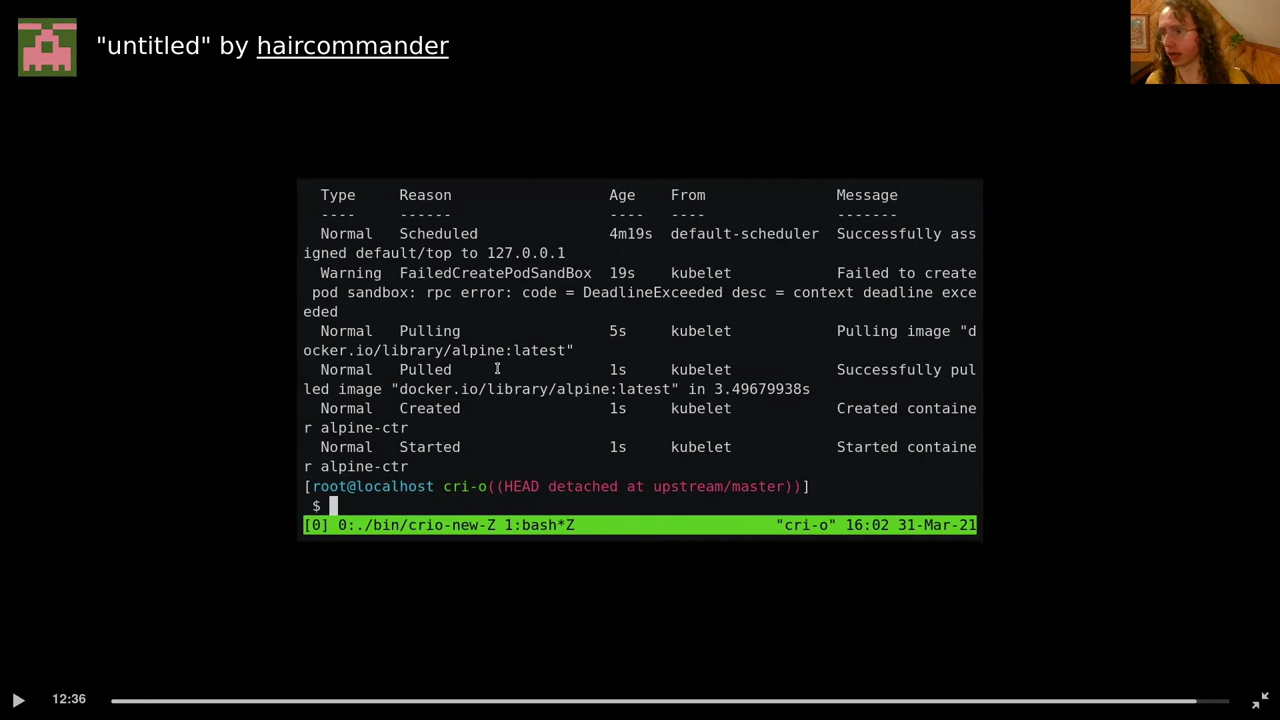 "untitled" by haircommander
Type Reason Age From Message
---- ------ ---- ---- -------
Normal Scheduled 4m19s default-scheduler Successfully ass
igned default/top to 127.0.0.1
Warning FailedCreatePodSandBox 19s kubelet Failed to create
pod sandbox: rpc error: code = DeadlineExceeded desc = context deadline exce
eded
Normal Pulling 5s kubelet Pulling image "d
ocker.io/library/alpine:latest"
Normal Pulled 1s kubelet Successfully pul
led image "docker.io/library/alpine:latest" in 3.49679938s
Normal Created 1s kubelet Created containe
r alpine-ctr
Normal Started 1s kubelet Started containe
r alpine-ctr
[root@localhost cri-o((HEAD detached at upstream/master))]
$
[0] 0:./bin/crio-new-Z 1:bash*Z "cri-o" 16:02 31-Mar-21
12:36